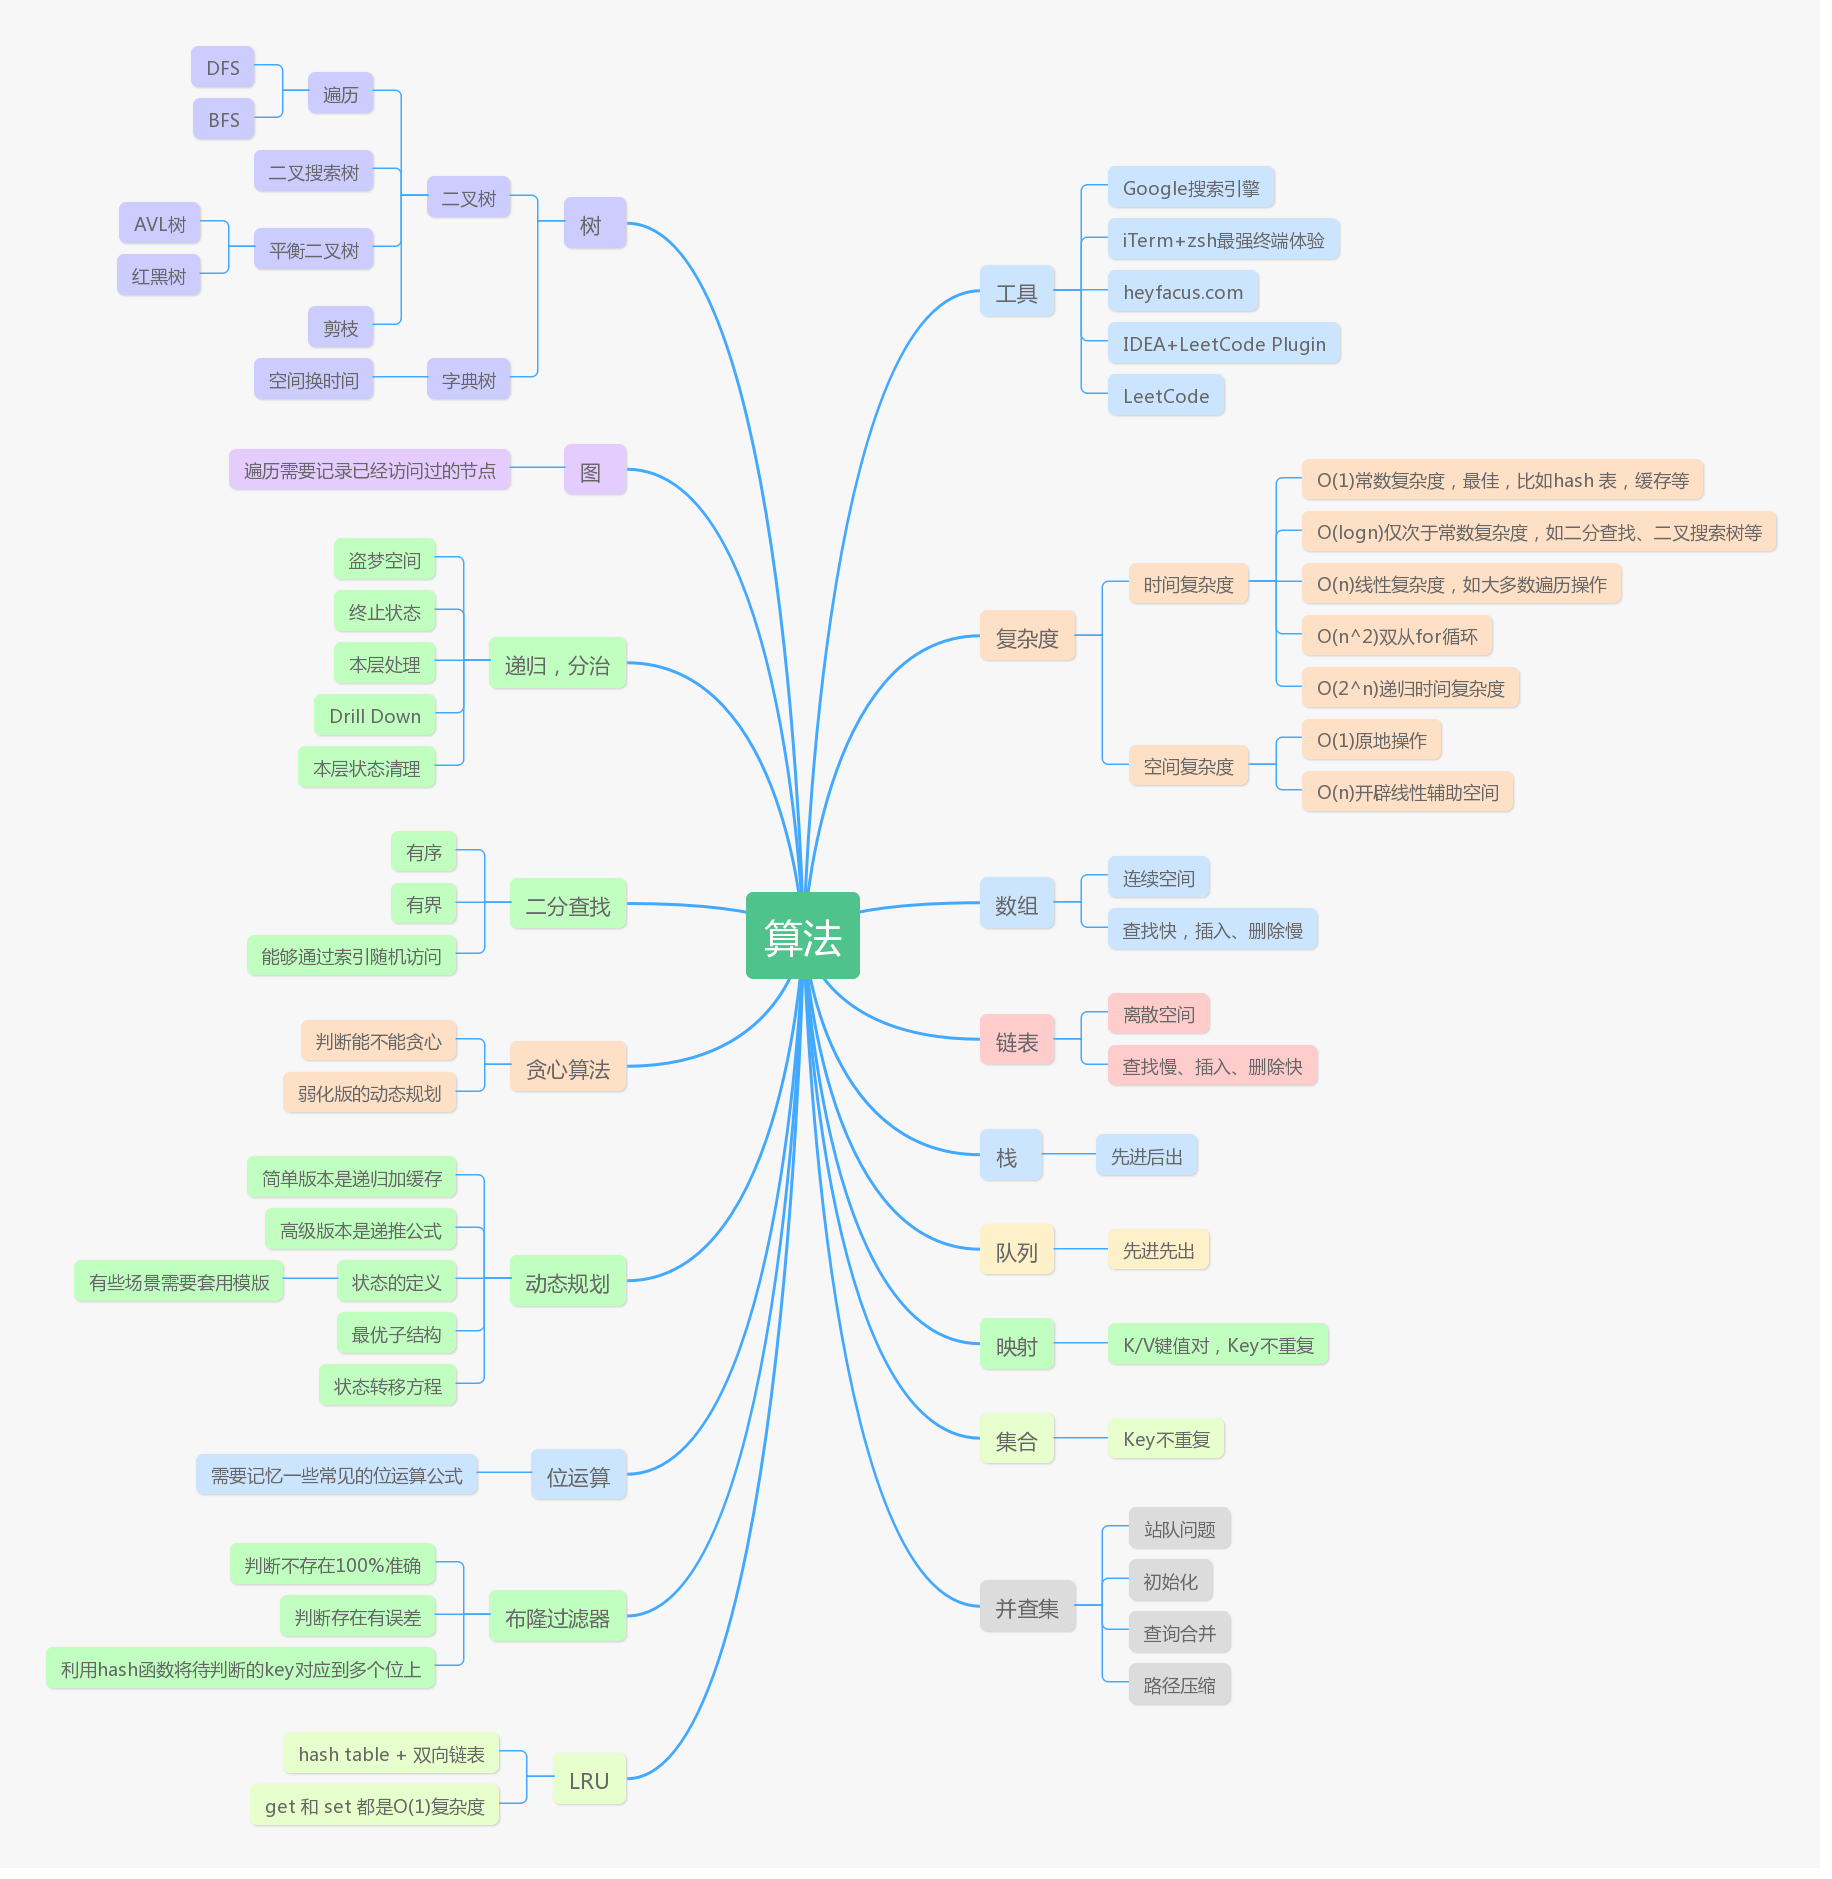 算法
工具
Google搜索引擎
iTerm+zsh最强终端体验
heyfacus.com
IDEA+LeetCode Plugin
LeetCode
复杂度
时间复杂度
O(1)常数复杂度，最佳，比如hash 表，缓存等
O(logn)仅次于常数复杂度，如二分查找、二叉搜索树等
O(n)线性复杂度，如大多数遍历操作
O(n^2)双从for循环
O(2^n)递归时间复杂度
空间复杂度
O(1)原地操作
O(n)开辟线性辅助空间
数组
连续空间
查找快，插入、删除慢
链表
离散空间
查找慢、插入、删除快
栈
先进后出
队列
先进先出
映射
K/V键值对，Key不重复
集合
Key不重复
并查集
站队问题
初始化
查询合并
路径压缩
树
二叉树
遍历
DFS
BFS
二叉搜索树
平衡二叉树
AVL树
红黑树
剪枝
字典树
空间换时间
图
遍历需要记录已经访问过的节点
递归，分治
盗梦空间
终止状态
本层处理
Drill Down
本层状态清理
二分查找
有序
有界
能够通过索引随机访问
贪心算法
判断能不能贪心
弱化版的动态规划
动态规划
简单版本是递归加缓存
高级版本是递推公式
状态的定义
有些场景需要套用模版
最优子结构
状态转移方程
位运算
需要记忆一些常见的位运算公式
布隆过滤器
判断不存在100%准确
判断存在有误差
利用hash函数将待判断的key对应到多个位上
LRU
hash table + 双向链表
get 和 set 都是O(1)复杂度